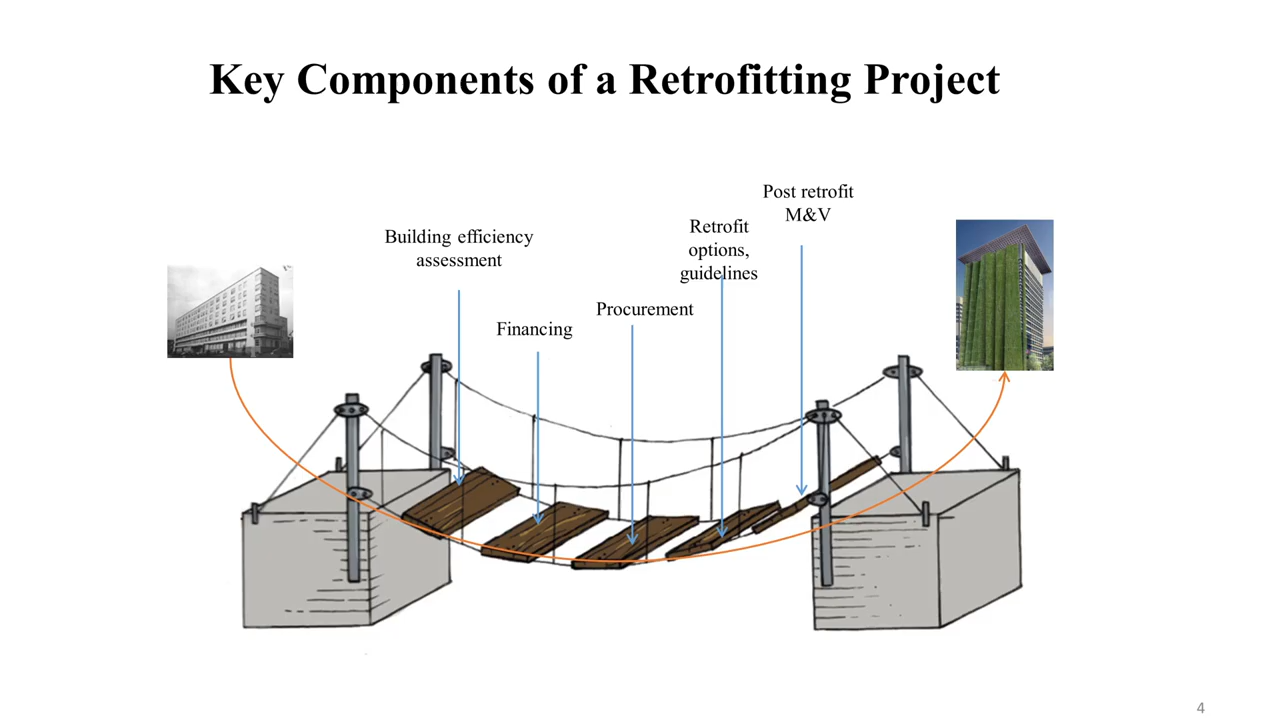 Key Components of a Retrofitting Project
Building efficiency
assessment
Financing
Procurement
Retrofit
options,
guidelines
Post retrofit
M&V
4